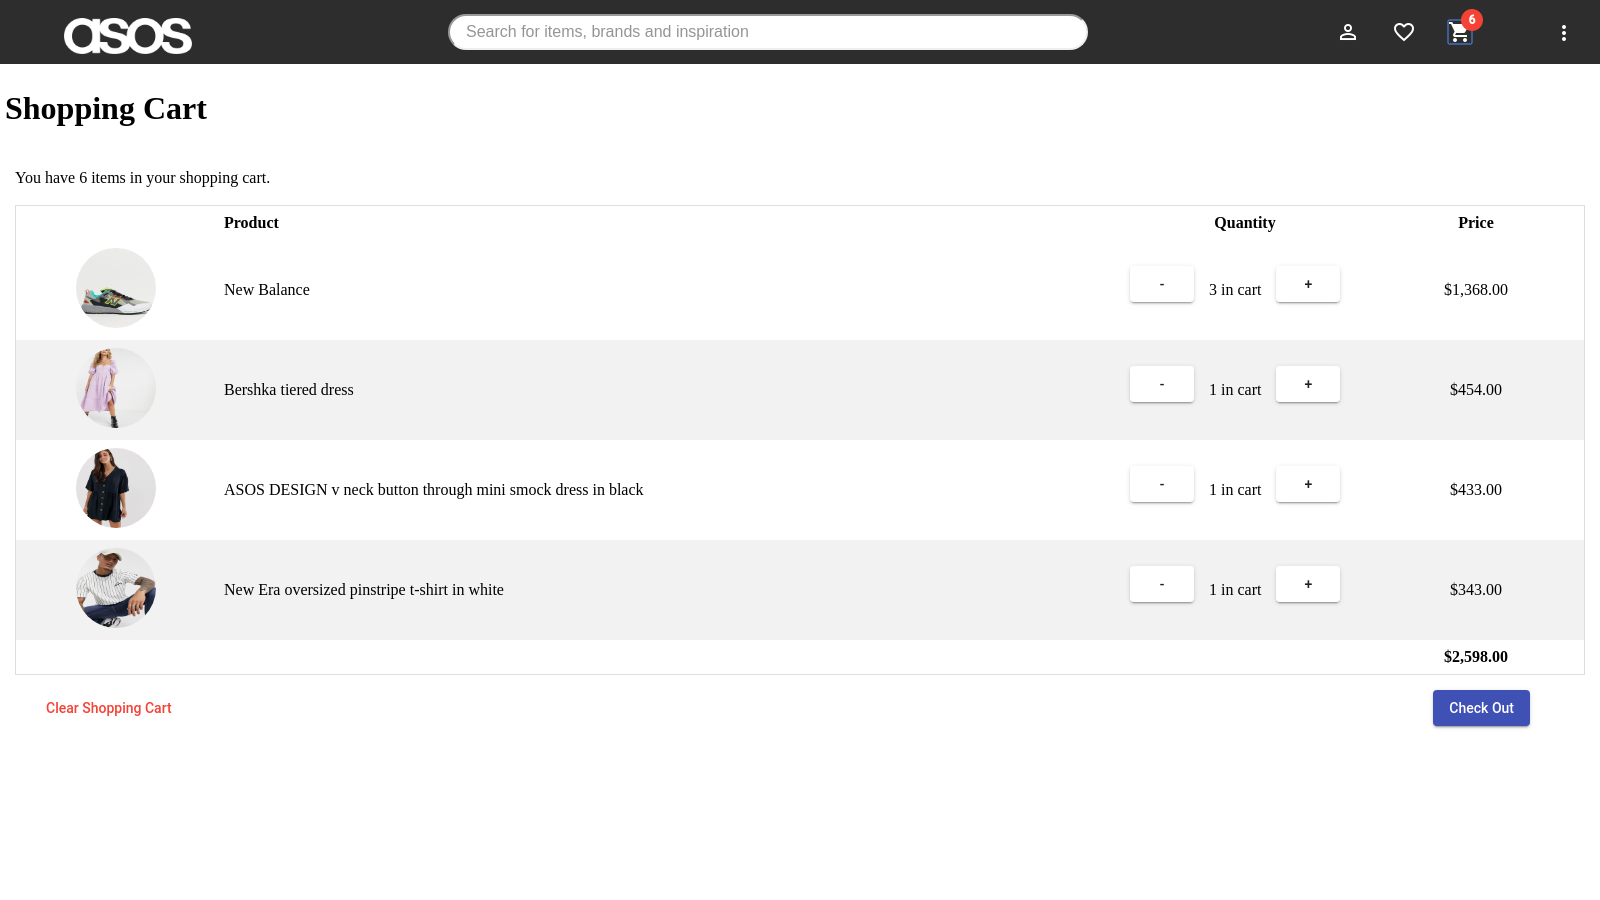 asos
Search for items, brands and inspiration
6
Shopping Cart
You have 6 items in your shopping cart.
Product Quantity Price
New Balance - 3 in cart + $1,368.00
Bershka tiered dress - 1 in cart + $454.00
ASOS DESIGN v neck button through mini smock dress in black - 1 in cart + $433.00
New Era oversized pinstripe t-shirt in white - 1 in cart + $343.00
$2,598.00
Clear Shopping Cart Check Out